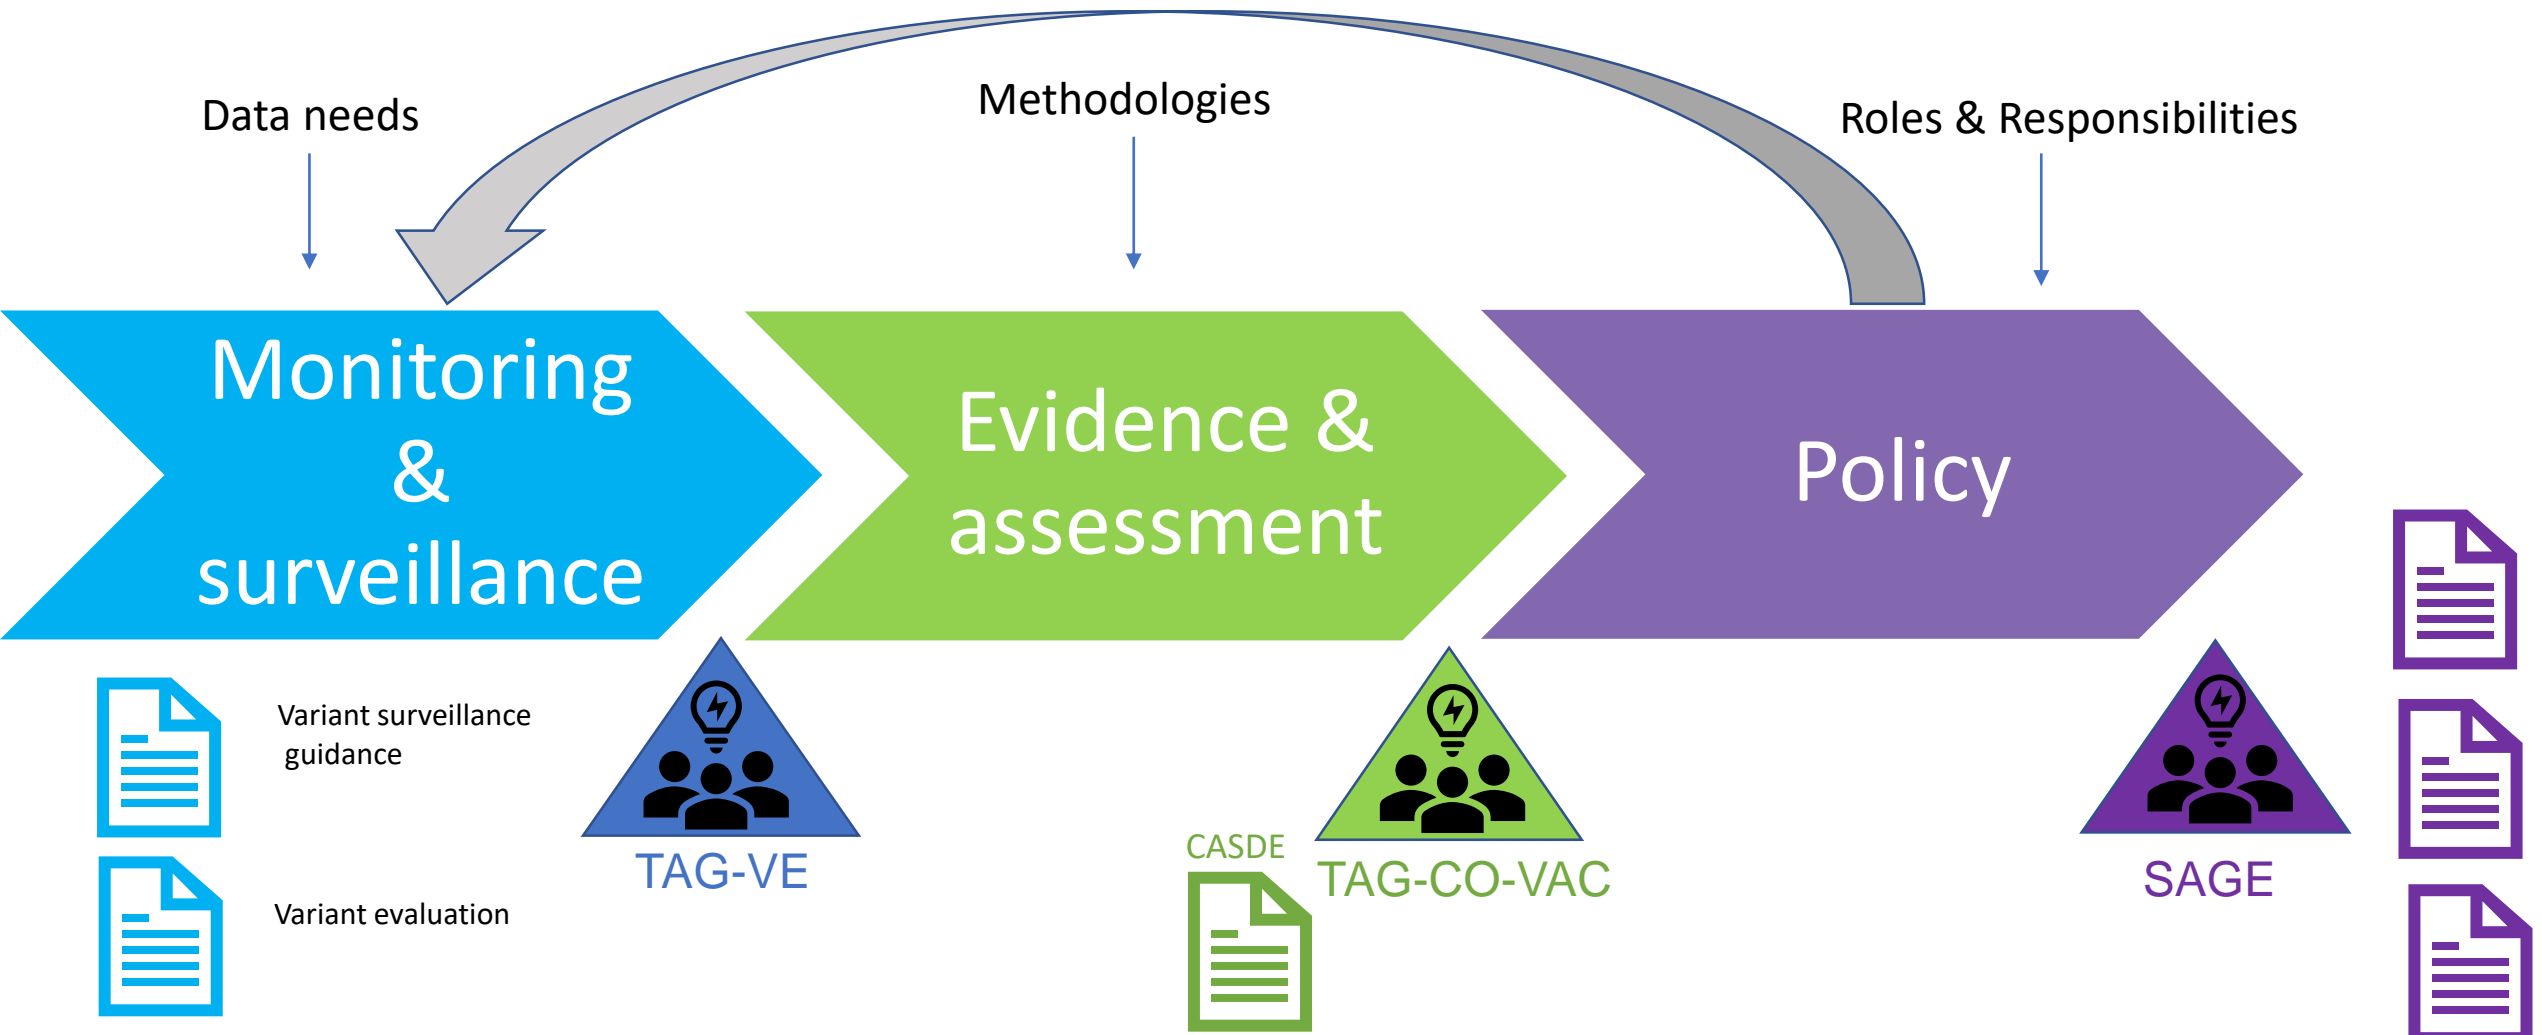 Data needs
Methodologies
Roles & Responsibilities
Monitoring
&
surveillance
Evidence &
assessment
Policy
Variant surveillance
guidance
Variant evaluation
TAG-VE
CASDE
TAG-CO-VAC
SAGE